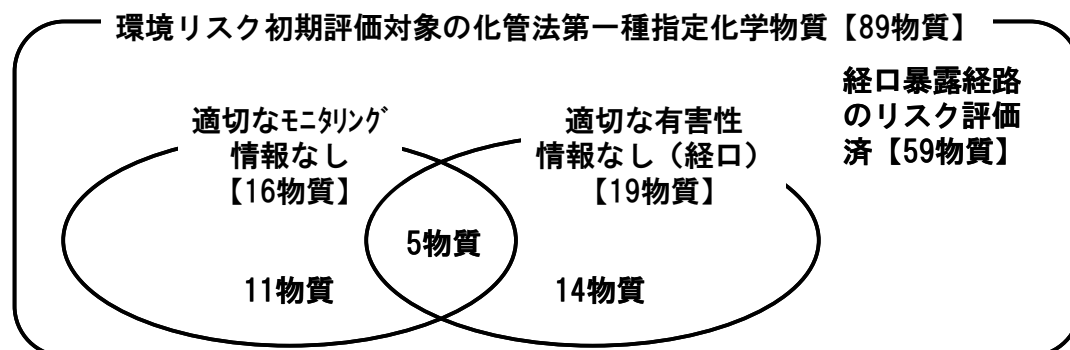 環境リスク初期評価対象の化管法第一種指定化学物質【89物質】
経口暴露経路
のリスク評価
済【59物質】
適切なﾓﾆﾀﾘﾝｸﾞ
情報なし
【16物質】
適切な有害性
情報なし（経口）
【19物質】
5物質
11物質
14物質